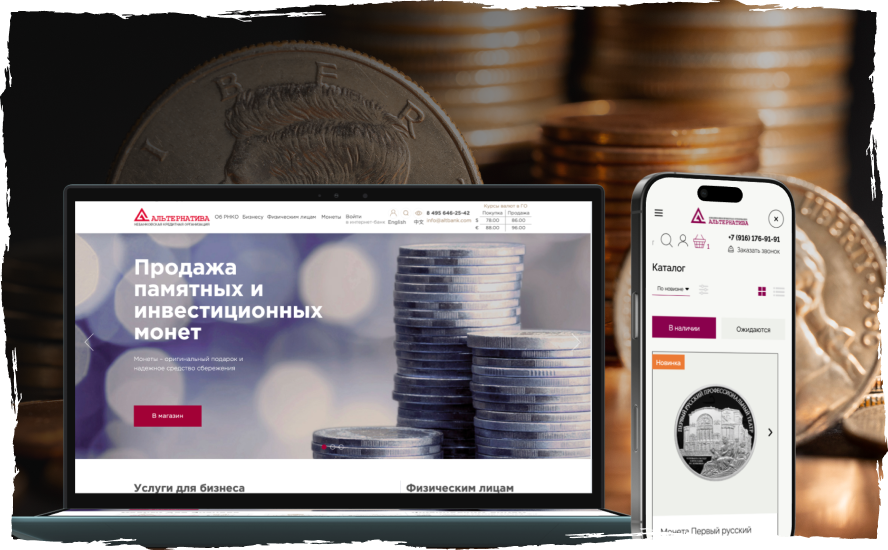 I B E R
АЛЬТЕРНАТИВА
НЕБАНКОВСКАЯ КРЕДИТНАЯ ОРГАНИЗАЦИЯ
Об РНКО Бизнесу Физическим лицам Монеты Войти
в интернет банк
English 中文
8 495 646-25-42
info@altbank.com
Курсы валют в ГО
Покупка Продажа
$ 78.00 86.00
€ 88.00 96.00
Продажа
памятных и
инвестиционных
монет
Монеты – оригинальный подарок и
надежное средство сбережения
В магазин
Услуги для бизнеса
Физическим лицам
АЛЬТЕРНАТИВА
1
+7 (916) 176-91-91
Заказать звонок
Каталог
По новизне
В наличии
Ожидаются
Новинка
ПЕРВЫЙ РУССКИЙ ПРОФЕССИОНАЛЬНЫЙ ТЕАТР
Монета Первый русский